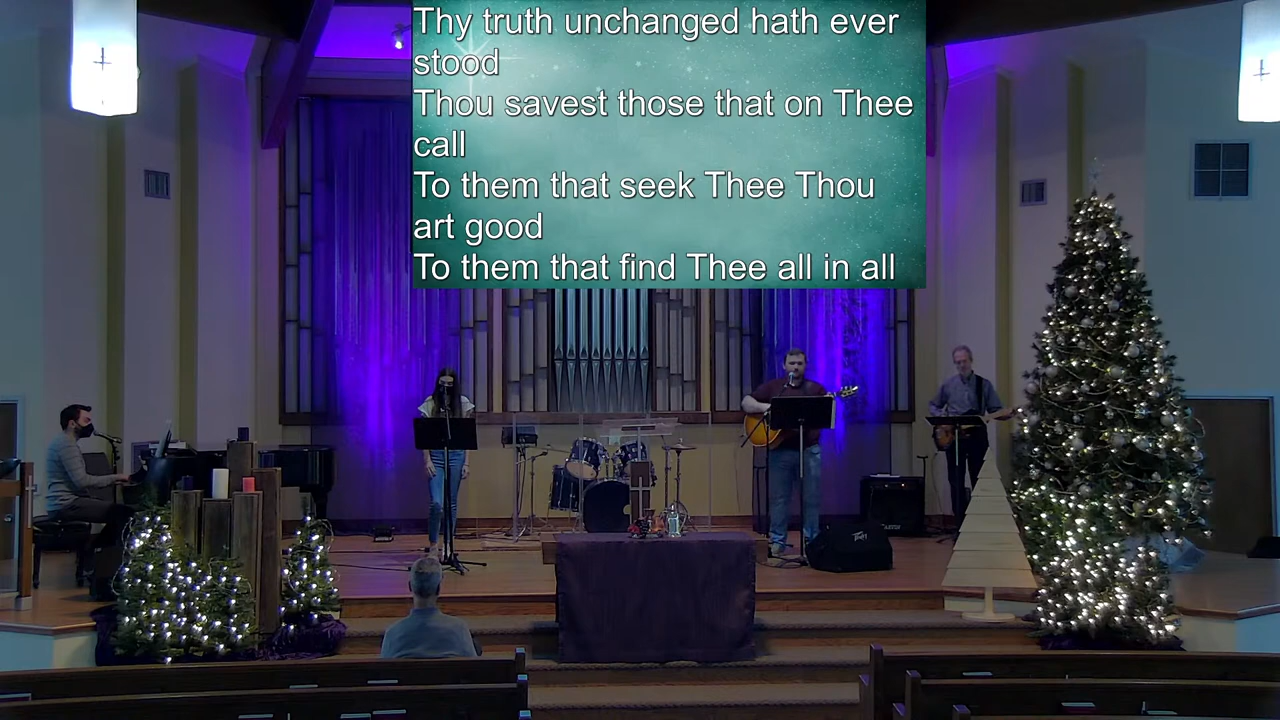 Thy truth unchanged hath ever
stood
Thou savest those that on Thee
call
To them that seek Thee Thou
art good
To them that find Thee all in all
Peavey